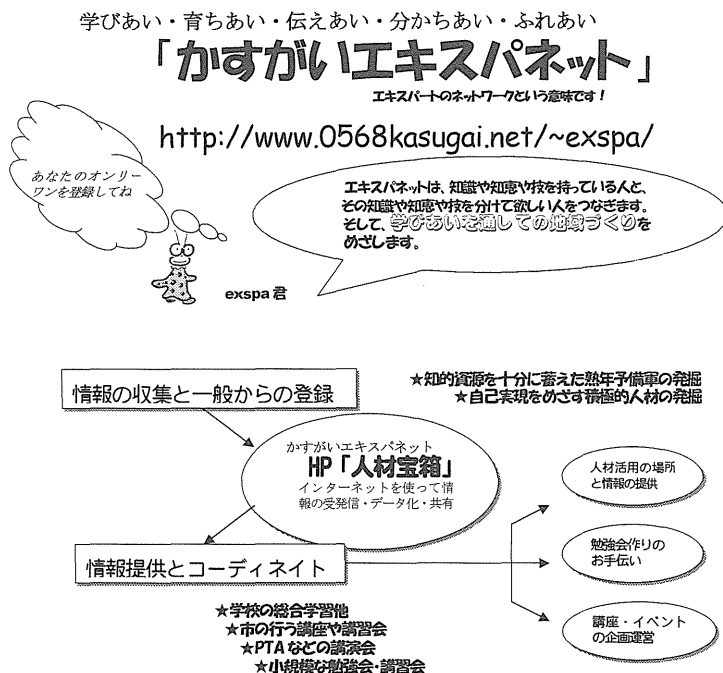 学びあい・育ちあい・伝えあい・分かちあい・ふれあい
「かすがいエキスパネット」
エキスパートのネットワークという意味です！
http://www.0568kasugai.net/~exspa/
あなたのオンリー
ワンを登録してね
エキスパネットは、知識や知恵や技を持っている人と、
その知識や知恵や技を分けて欲しい人をつなぎます。
そして、学びあいを通しての地域づくりを
めざします。
exspa 君
情報の収集と一般からの登録
★知的資源を十分に蓄えた熟年予備軍の発掘
★自己実現をめざす積極的人材の発掘
かすがいエキスパネット
HP「人材宝箱」
インターネットを使って情
報の受発信・データ化・共有
人材活用の場所
と情報の提供
情報提供とコーディネイト
勉強会作りの
お手伝い
講座・イベント
の企画運営
★学校の総合学習他
★市の行う講座や講習会
★PTA などの講演会
★小規模な勉強会・講習会